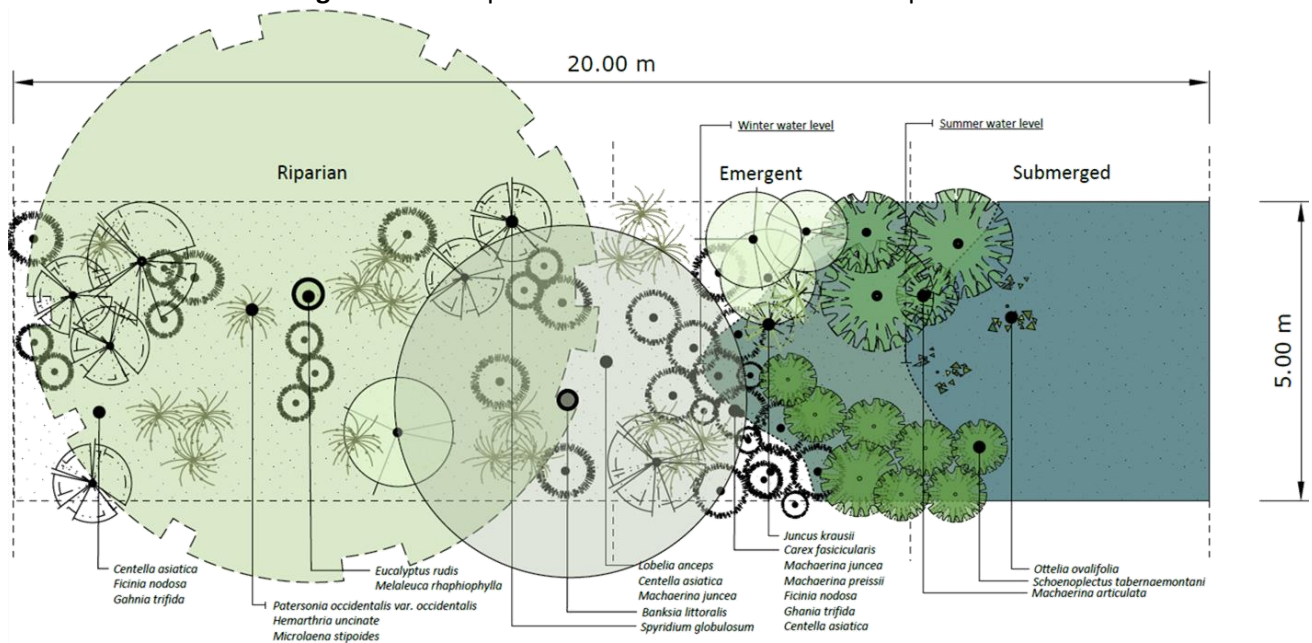 20.00 m
Winter water level
Summer water level
Riparian
Emergent
Submerged
5.00 m
Centella asiatica
Ficinia nodosa
Gahnia trifida
Patersonia occidentalis var. occidentalis
Hemarthria uncinate
Microlaena stipoides
Eucalyptus rudis
Melaleuca rhaphiophylla
Lobelia anceps
Centella asiatica
Machaerina juncea
Banksia littoralis
Spyridium globulosum
Juncus krausii
Carex fasicicularis
Machaerina juncea
Machaerina preissii
Ficinia nodosa
Ghania trifida
Centella asiatica
Ottelia ovalifolia
Schoenoplectus tabernaemontani
Machaerina articulata